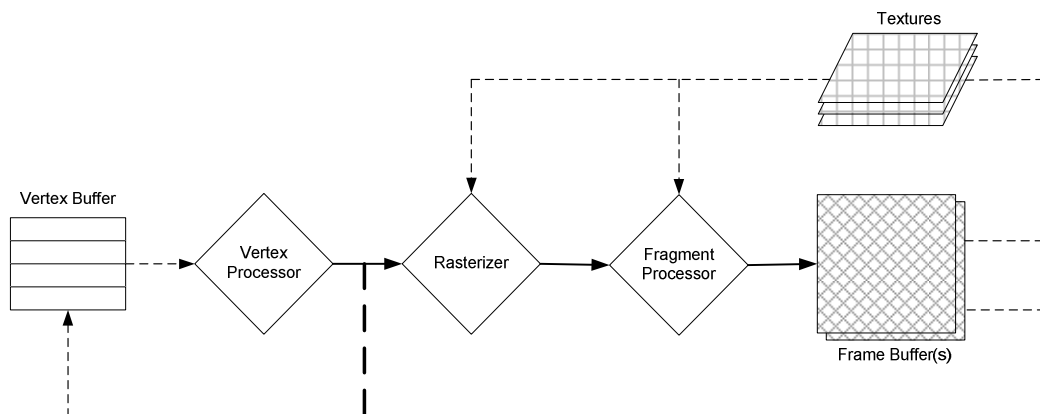 Textures
Vertex Buffer
Vertex
Processor
Rasterizer
Fragment
Processor
Frame Buffer(s)